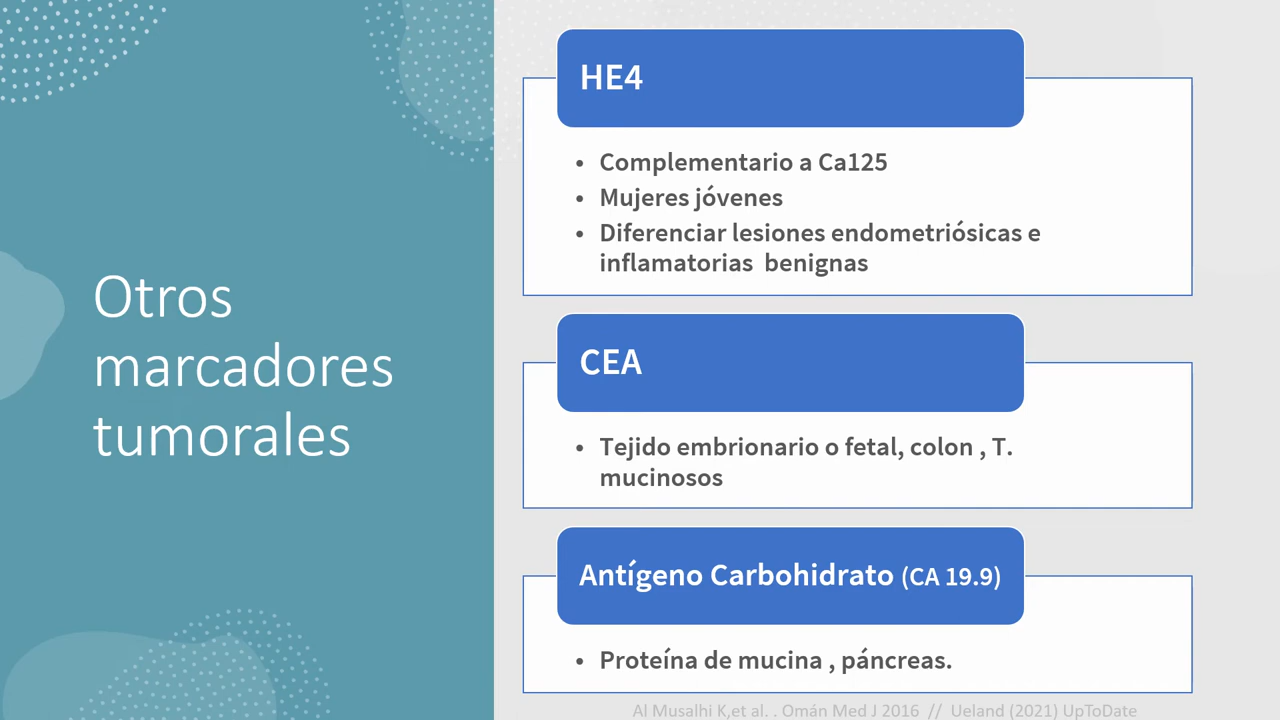 Otros
marcadores
tumorales
HE4
• Complementario a Ca125
• Mujeres jóvenes
• Diferenciar lesiones endometriósicas e
inflamatorias  benignas
CEA
• Tejido embrionario o fetal, colon , T.
mucinosos
Antígeno Carbohidrato (CA 19.9)
• Proteína de mucina , páncreas.
Al Musalhi K,et al. . Omán Med J 2016  //  Ueland (2021) UpToDate